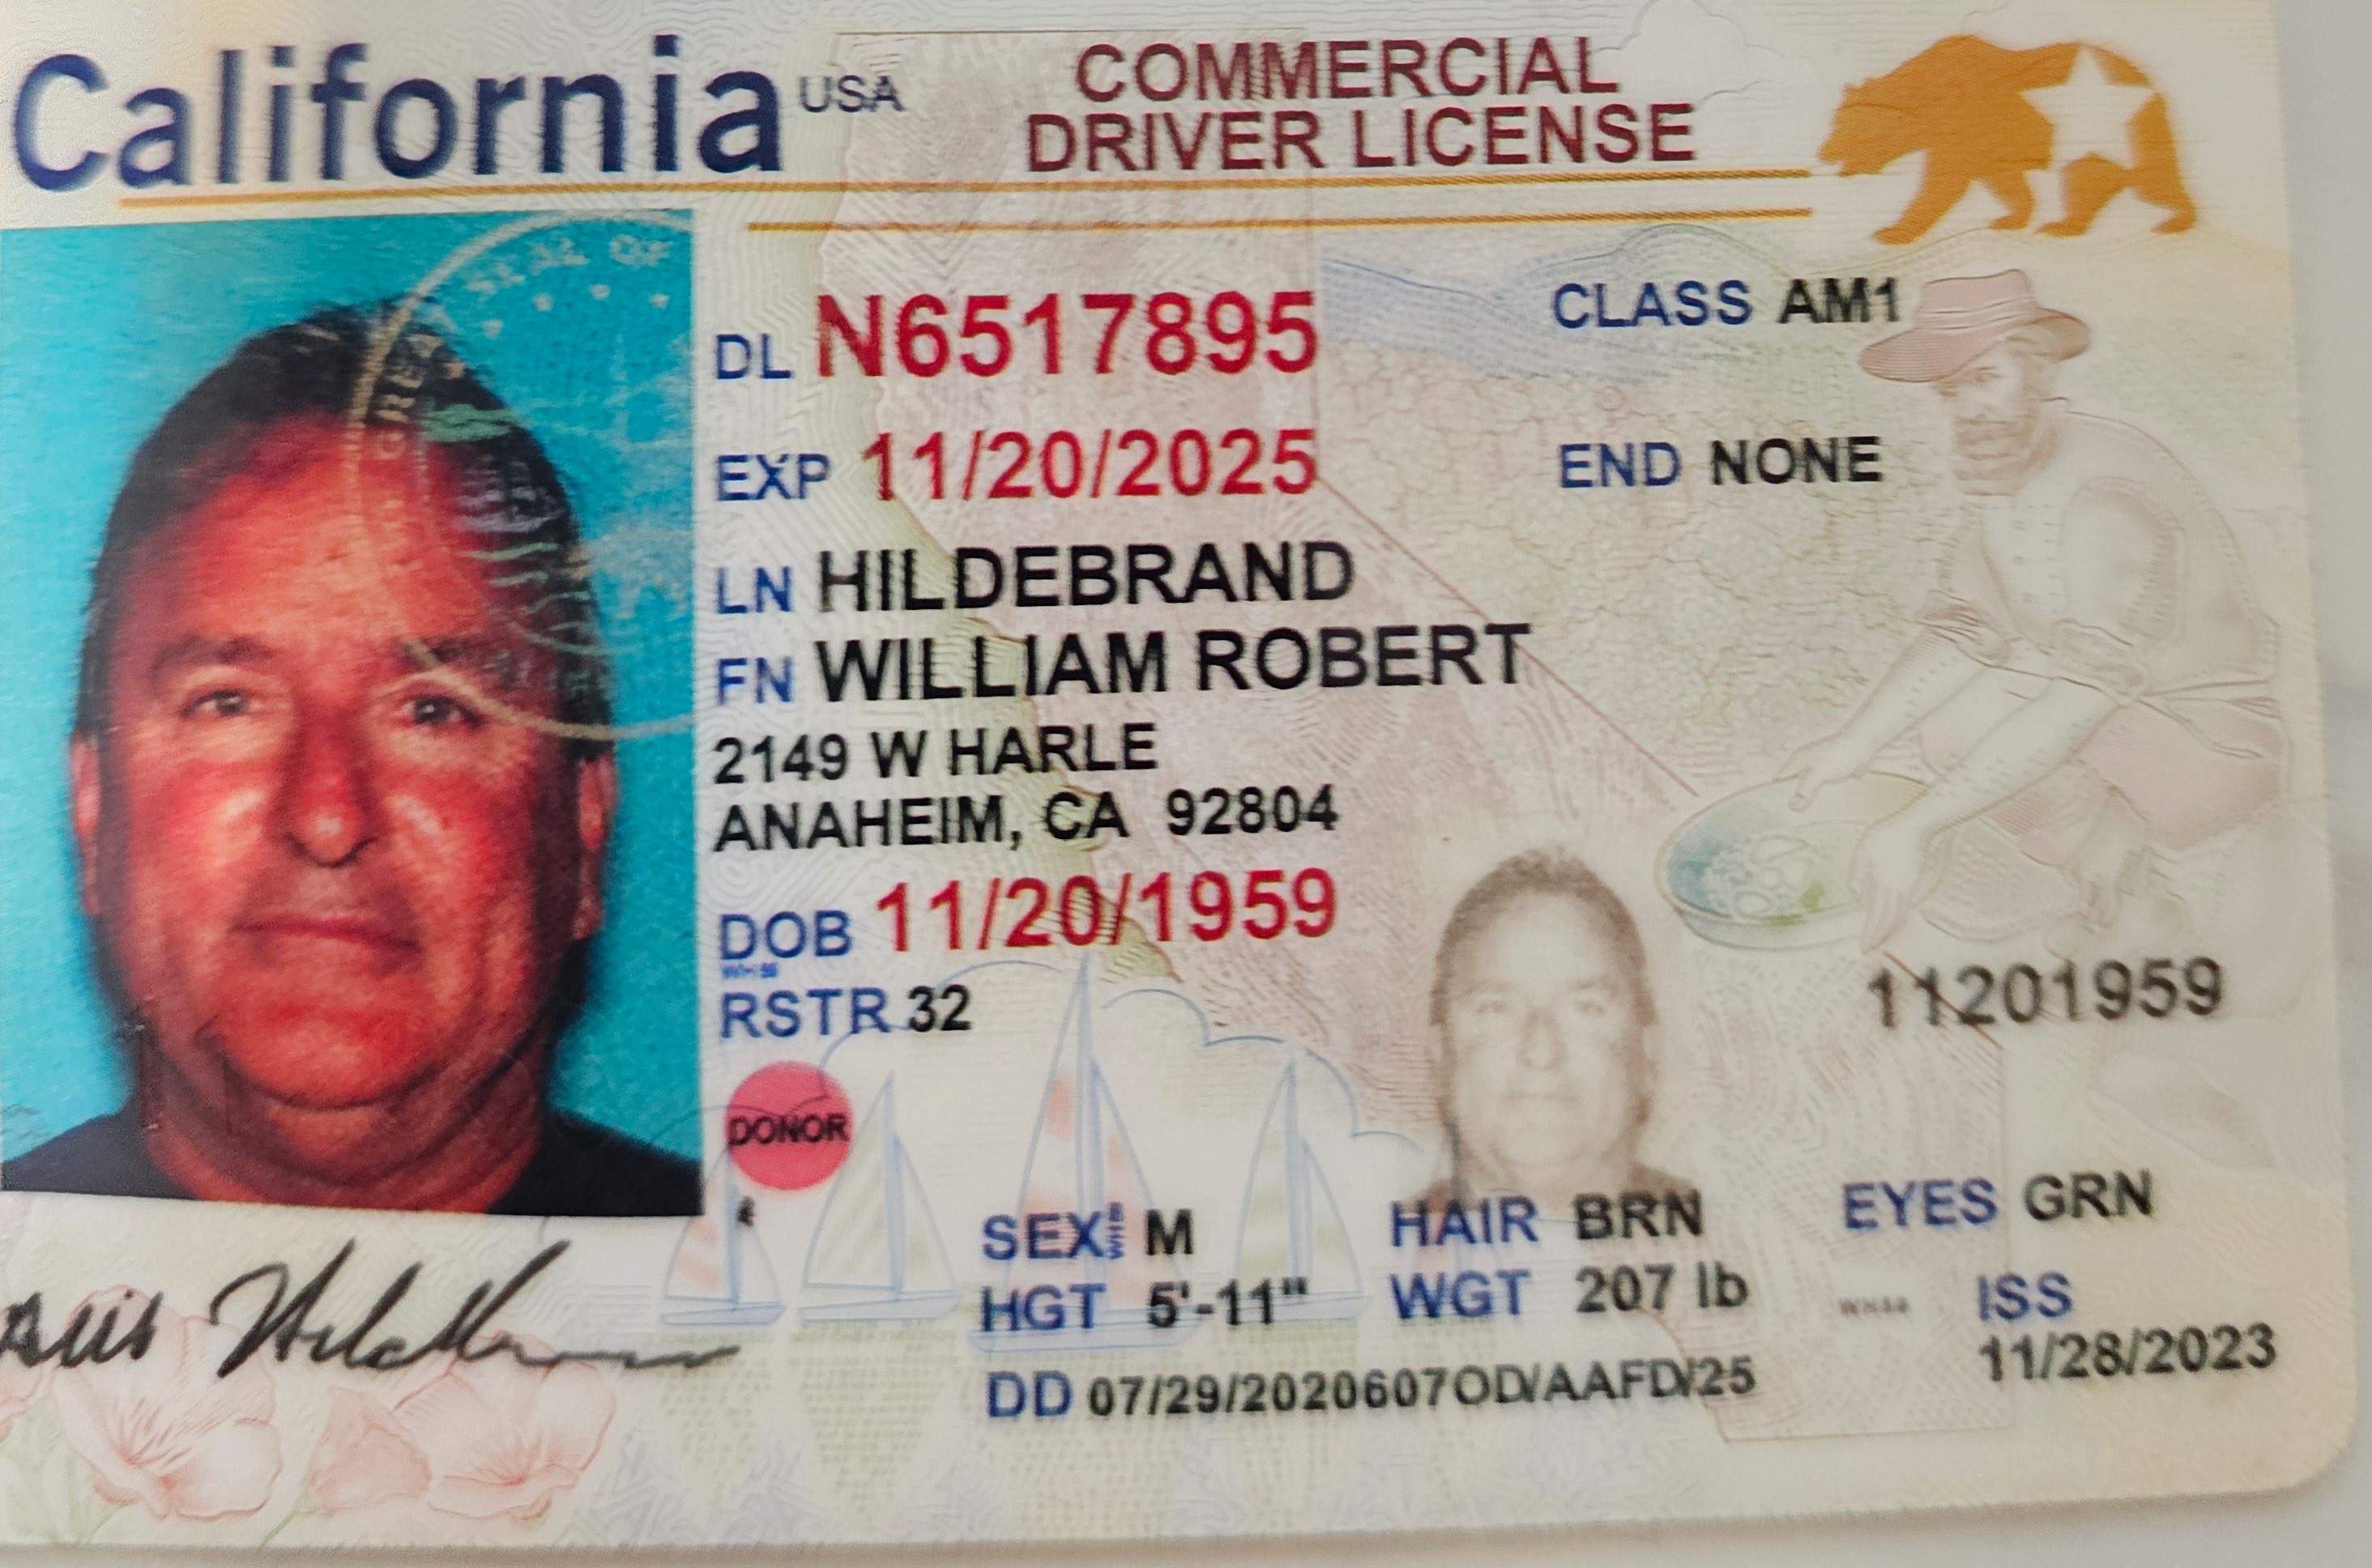 California USA
COMMERCIAL
DRIVER LICENSE
SEAL OF
DL N6517895
CLASS AM1
EXP 11/20/2025
END NONE
LN HILDEBRAND
FN WILLIAM ROBERT
2149 W HARLE
ANAHEIM, CA 92804
DOB 11/20/1959
RSTR 32
11201959
DONOR
SEX M
HAIR BRN
EYES GRN
HGT 5'-11"
WGT 207 lb
ISS
11/28/2023
DD 07/29/2020607OD/AAFD/25